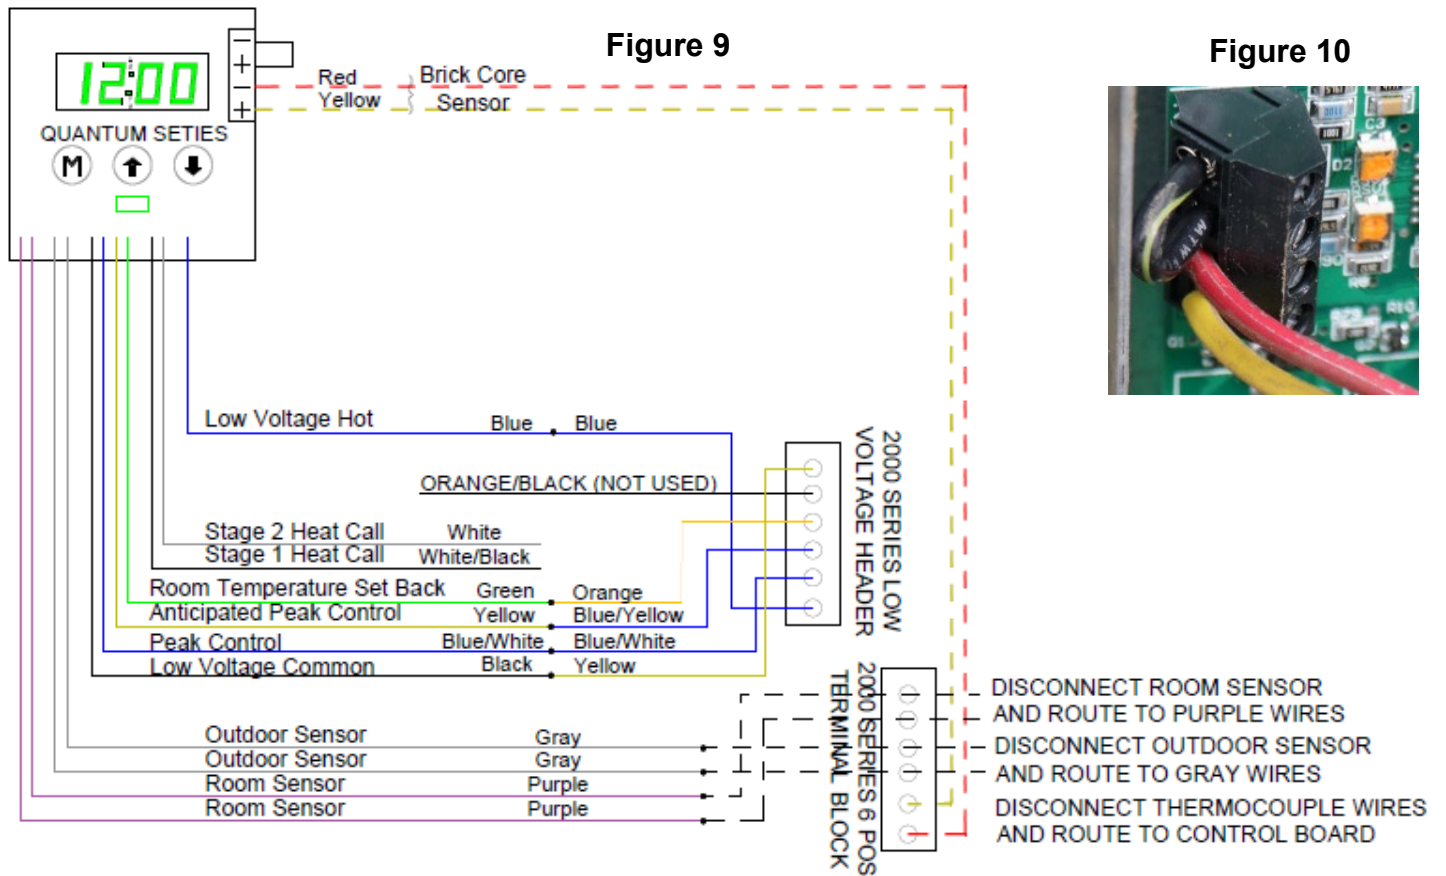 Figure 9
Figure 10
12:00
Red
Brick Core
Yellow
Sensor
QUANTUM SETIES
M
Low Voltage Hot
Blue
Blue
ORANGE/BLACK (NOT USED)
Stage 2 Heat Call
White
Stage 1 Heat Call
White/Black
Room Temperature Set Back
Green
Orange
Anticipated Peak Control
Yellow
Blue/Yellow
Peak Control
Blue/White
Blue/White
Low Voltage Common
Black
Yellow
2000 SERIES LOW
VOLTAGE HEADER
Outdoor Sensor
Gray
Outdoor Sensor
Gray
Room Sensor
Purple
Room Sensor
Purple
2000 SERIES 6 POS
TERMINAL BLOCK
DISCONNECT ROOM SENSOR
AND ROUTE TO PURPLE WIRES
DISCONNECT OUTDOOR SENSOR
AND ROUTE TO GRAY WIRES
DISCONNECT THERMOCOUPLE WIRES
AND ROUTE TO CONTROL BOARD
C3
D2
MTW